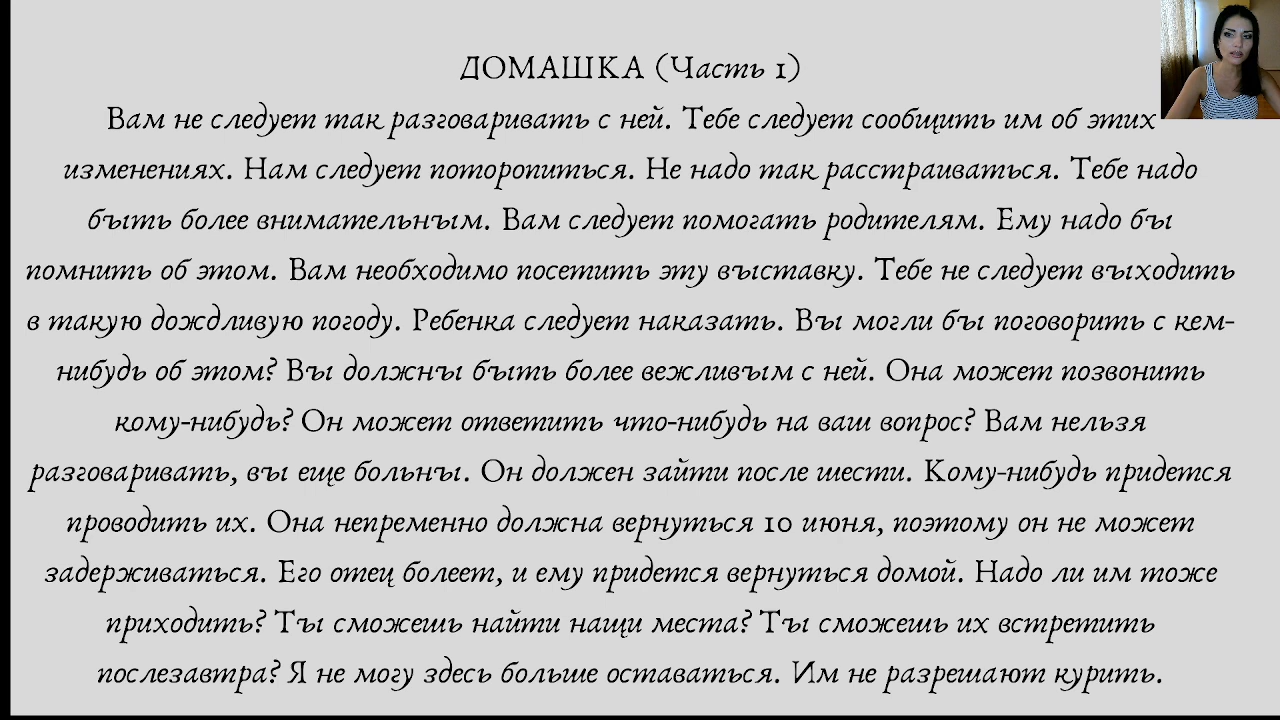 ДОМАШКА (Часть 1)
Вам не следует так разговаривать с ней. Тебе следует сообщить им об этих
изменениях. Нам следует поторопиться. Не надо так расстраиваться. Тебе надо
быть более внимательным. Вам следует помогать родителям. Ему надо бы
помнить об этом. Вам необходимо посетить эту выставку. Тебе не следует выходить
в такую дождливую погоду. Ребенка следует наказать. Вы могли бы поговорить с кем-
нибудь об этом? Вы должны быть более вежливым с ней. Она может позвонить
кому-нибудь? Он может ответить что-нибудь на ваш вопрос? Вам нельзя
разговаривать, вы еще больны. Он должен зайти после шести. Кому-нибудь придется
проводить их. Она непременно должна вернуться 10 июня, поэтому он не может
задерживаться. Его отец болеет, и ему придется вернуться домой. Надо ли им тоже
приходить? Ты сможешь найти нащи места? Ты сможешь их встретить
послезавтра? Я не могу здесь больше оставаться. Им не разрешают курить.